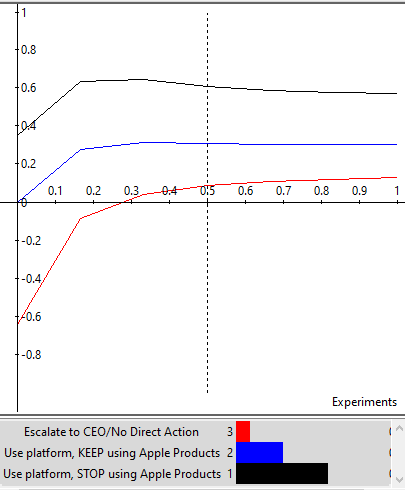 1
0.8
0.6
0.4
0.2
0.1 0.2 0.3 0.4 0.5 0.6 0.7 0.8 0.9 1
0
-0.2
-0.4
-0.6
-0.8
Experiments
Escalate to CEO/No Direct Action 3
Use platform, KEEP using Apple Products 2
Use platform, STOP using Apple Products 1